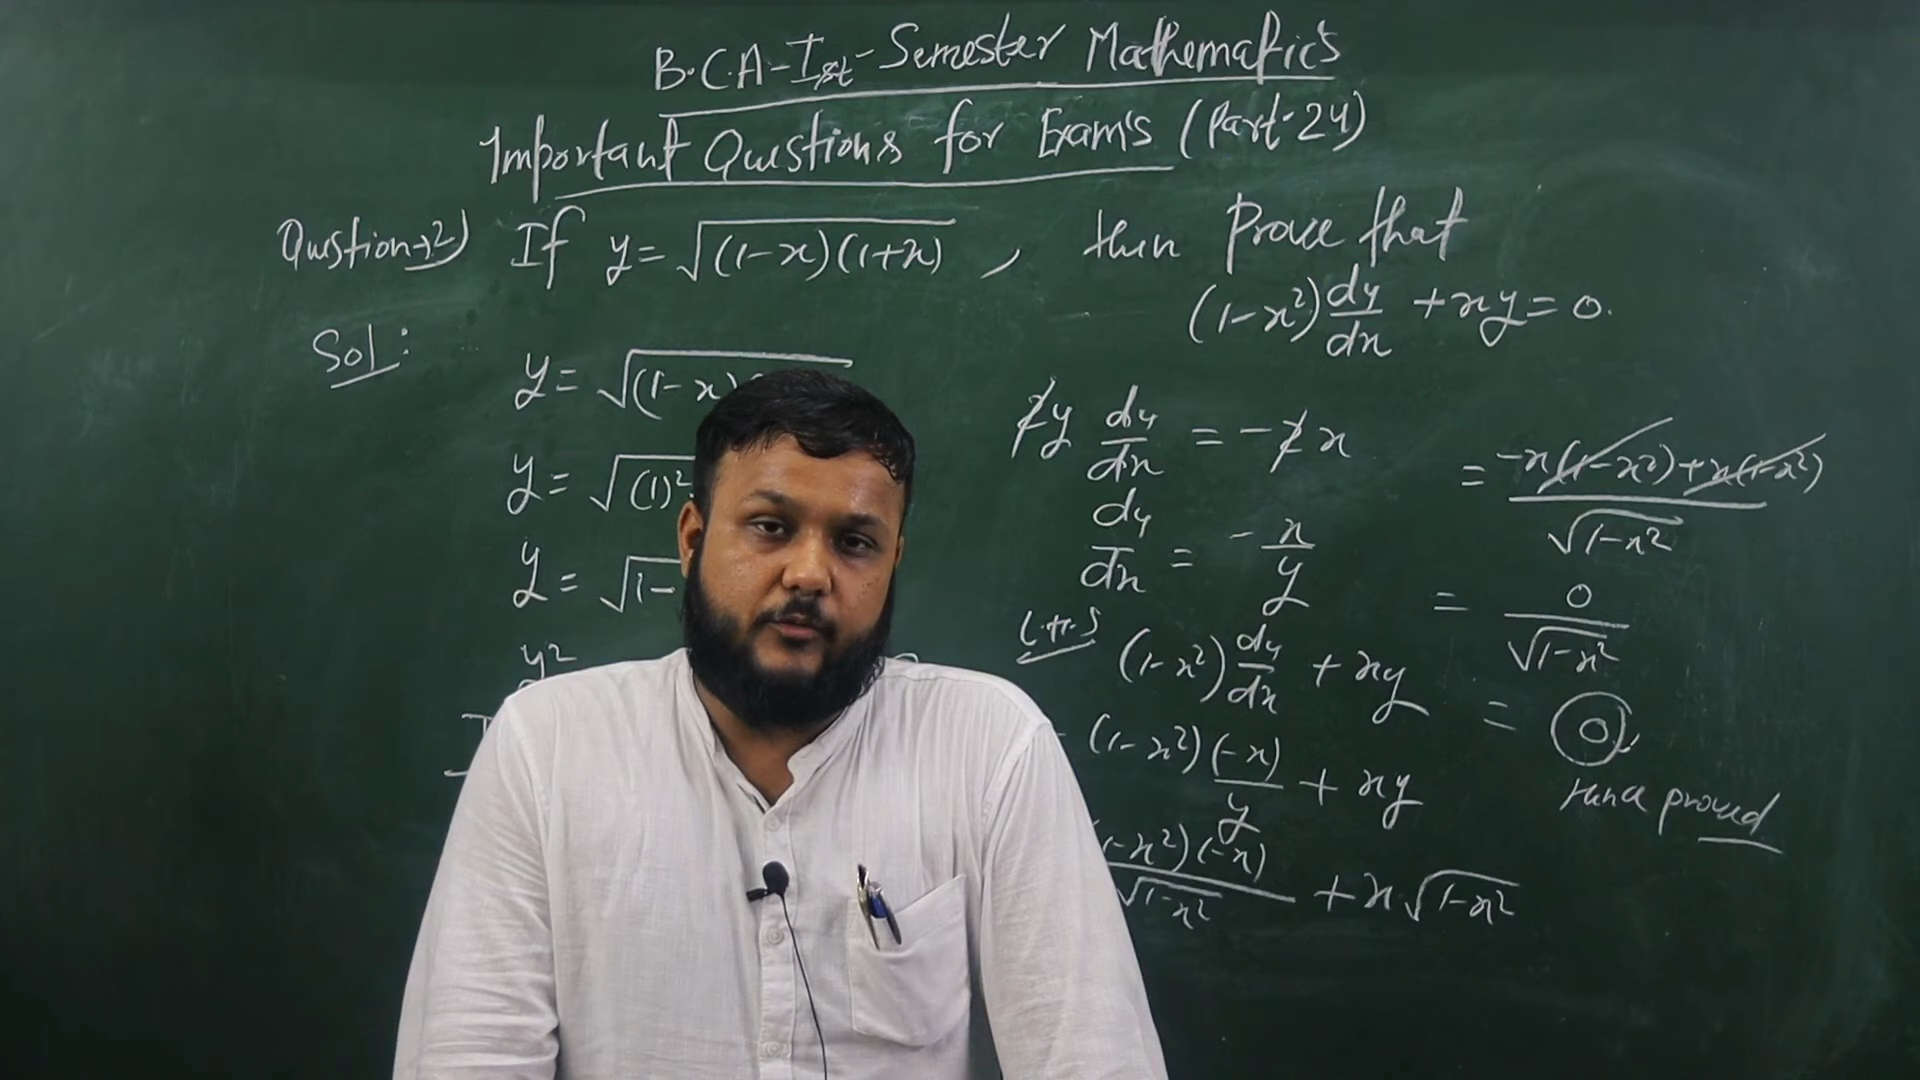 B.C.A-Ist-Semester Mathematics
Important Questions for Exam's (Part-24)
Question→2) If y=√((1-x)(1+x)) , then Prove that
(1-x²)dy/dx +xy=0.
Sol:
y= √(1-x)
y= √(1)²
y= √1-
y²
2y dy/dx = -2x
dy/dx = -x/y
L.H.S (1-x²)dy/dx + xy
(1-x²)(-x)/y + xy
(1-x²)(-x)/√1-x² + x.√1-x²
= -x(1-x²)+x(1-x²)/√1-x²
= 0/√1-x²
= 0
Hence proved